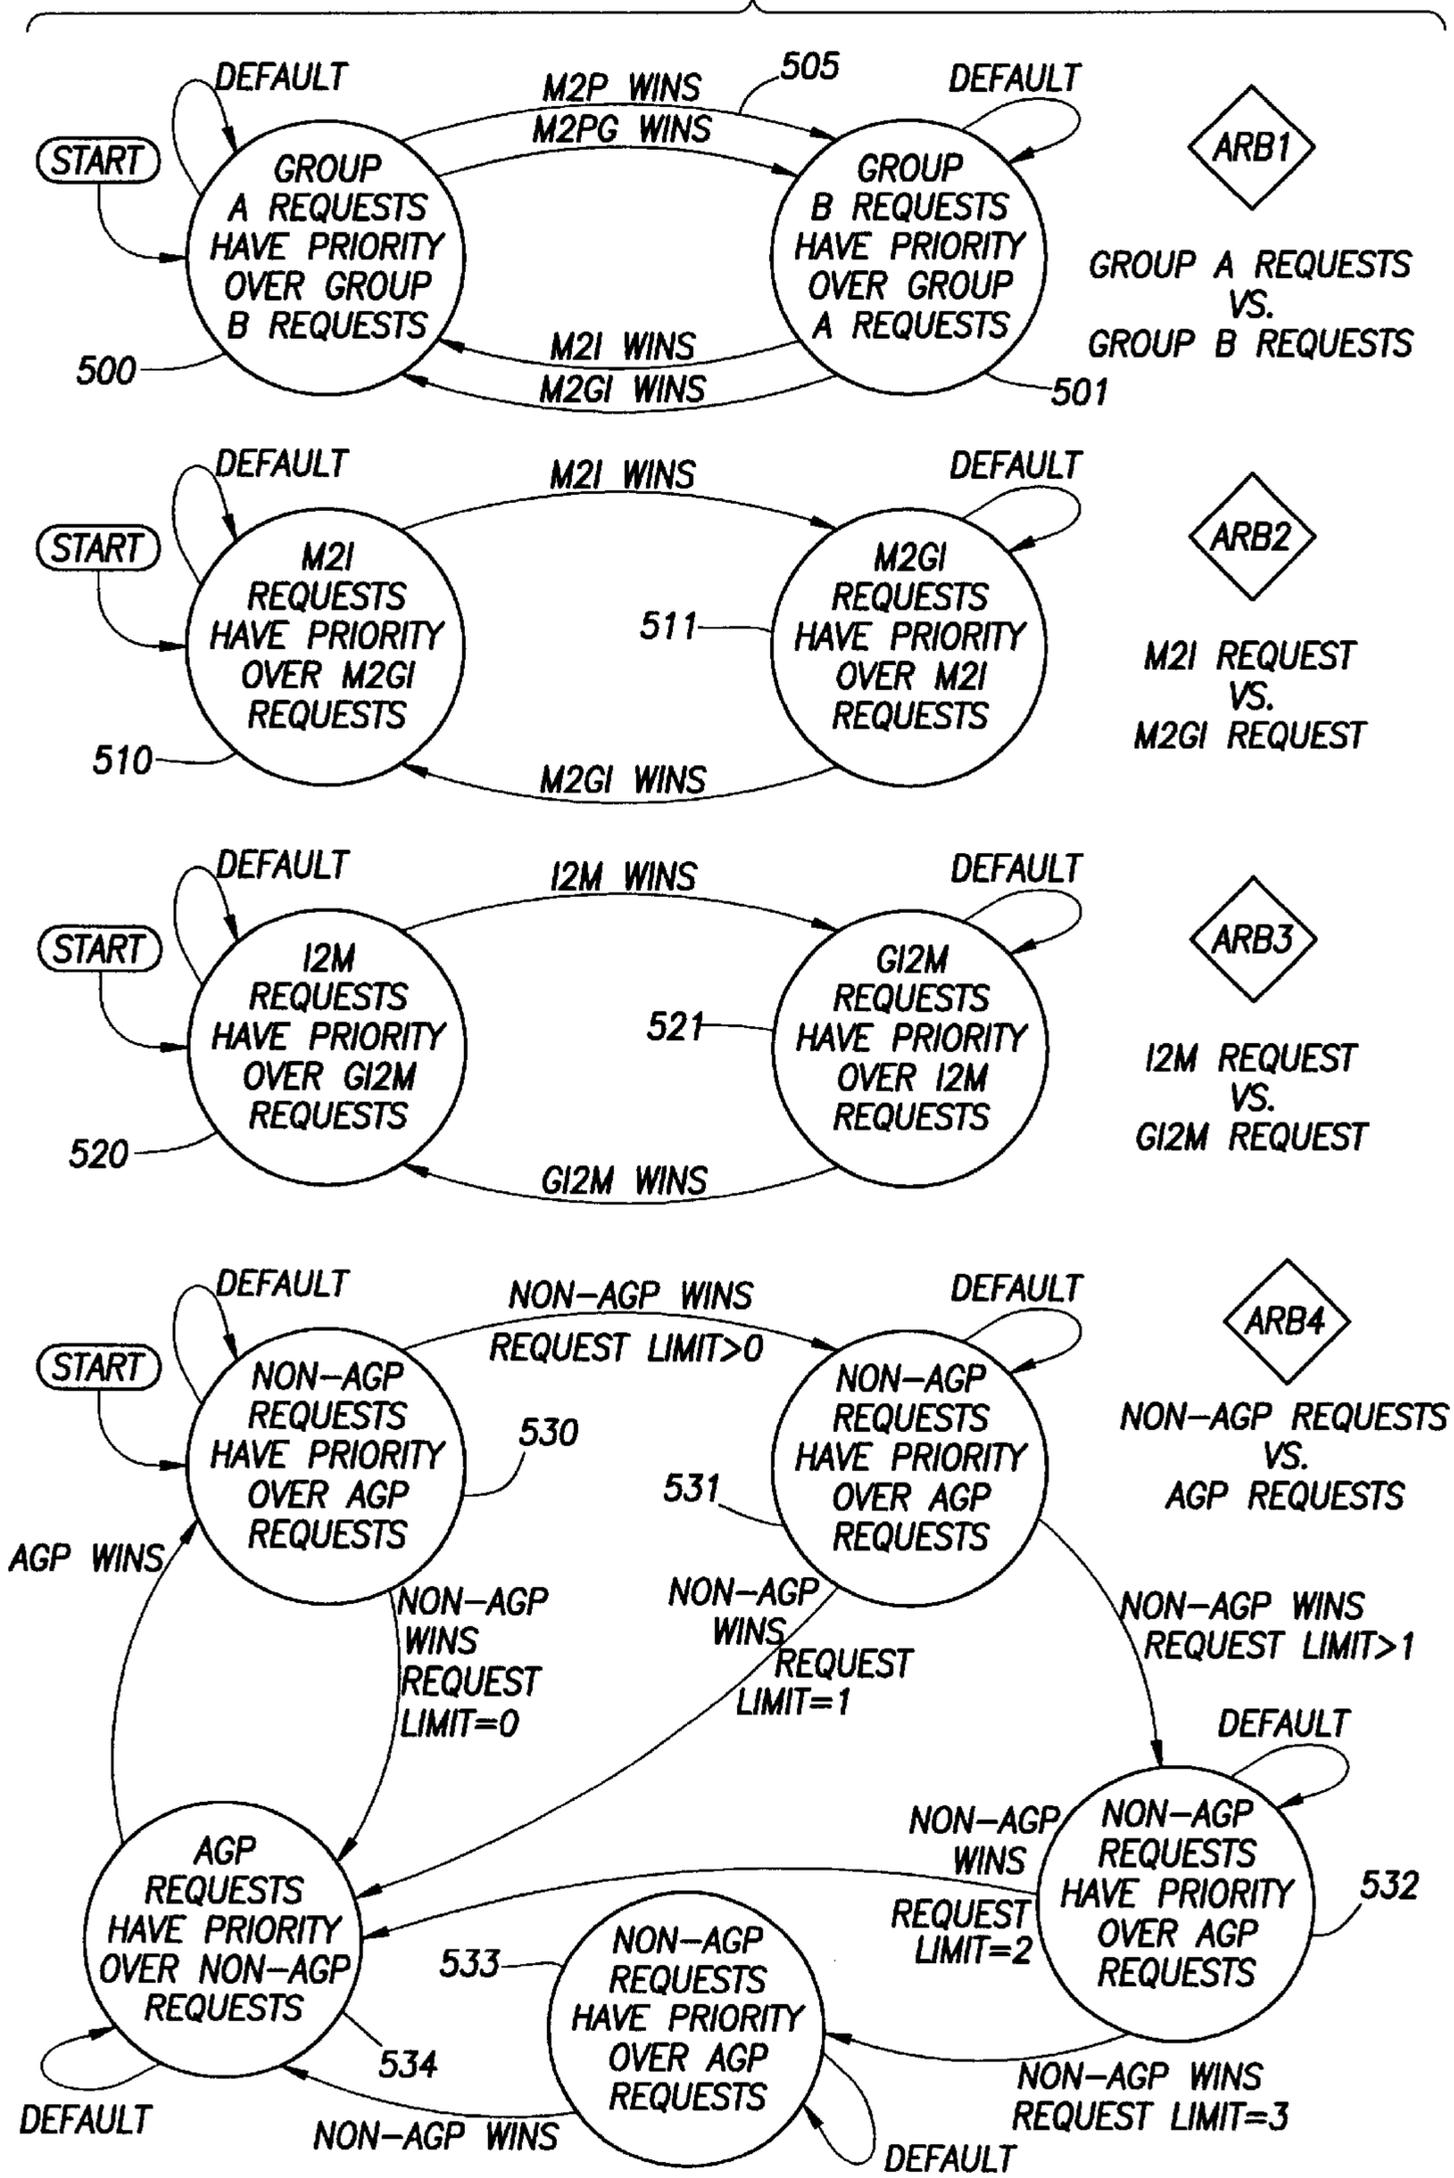 DEFAULT
M2P WINS
505
DEFAULT
START
M2PG WINS
ARB1
GROUP
A REQUESTS
HAVE PRIORITY
OVER GROUP
B REQUESTS
GROUP
B REQUESTS
HAVE PRIORITY
OVER GROUP
A REQUESTS
GROUP A REQUESTS
VS.
GROUP B REQUESTS
M2I WINS
M2GI WINS
500
501
DEFAULT
M2I WINS
DEFAULT
START
ARB2
M2I
REQUESTS
HAVE PRIORITY
OVER M2GI
REQUESTS
511
M2GI
REQUESTS
HAVE PRIORITY
OVER M2I
REQUESTS
M2I REQUEST
VS.
M2GI REQUEST
510
M2GI WINS
DEFAULT
I2M WINS
DEFAULT
START
ARB3
I2M
REQUESTS
HAVE PRIORITY
OVER GI2M
REQUESTS
521
GI2M
REQUESTS
HAVE PRIORITY
OVER I2M
REQUESTS
I2M REQUEST
VS.
GI2M REQUEST
520
GI2M WINS
DEFAULT
NON-AGP WINS
REQUEST LIMIT>0
DEFAULT
START
ARB4
NON-AGP
REQUESTS
HAVE PRIORITY
OVER AGP
REQUESTS
530
531
NON-AGP
REQUESTS
HAVE PRIORITY
OVER AGP
REQUESTS
NON-AGP REQUESTS
VS.
AGP REQUESTS
AGP WINS
NON-AGP
WINS
REQUEST
LIMIT=0
NON-AGP
WINS
REQUEST
LIMIT=1
NON-AGP WINS
REQUEST LIMIT>1
DEFAULT
AGP
REQUESTS
HAVE PRIORITY
OVER NON-AGP
REQUESTS
NON-AGP
WINS
REQUEST
LIMIT=2
NON-AGP
REQUESTS
HAVE PRIORITY
OVER AGP
REQUESTS
532
533
NON-AGP
REQUESTS
HAVE PRIORITY
OVER AGP
REQUESTS
534
DEFAULT
NON-AGP WINS
NON-AGP WINS
REQUEST LIMIT=3
DEFAULT